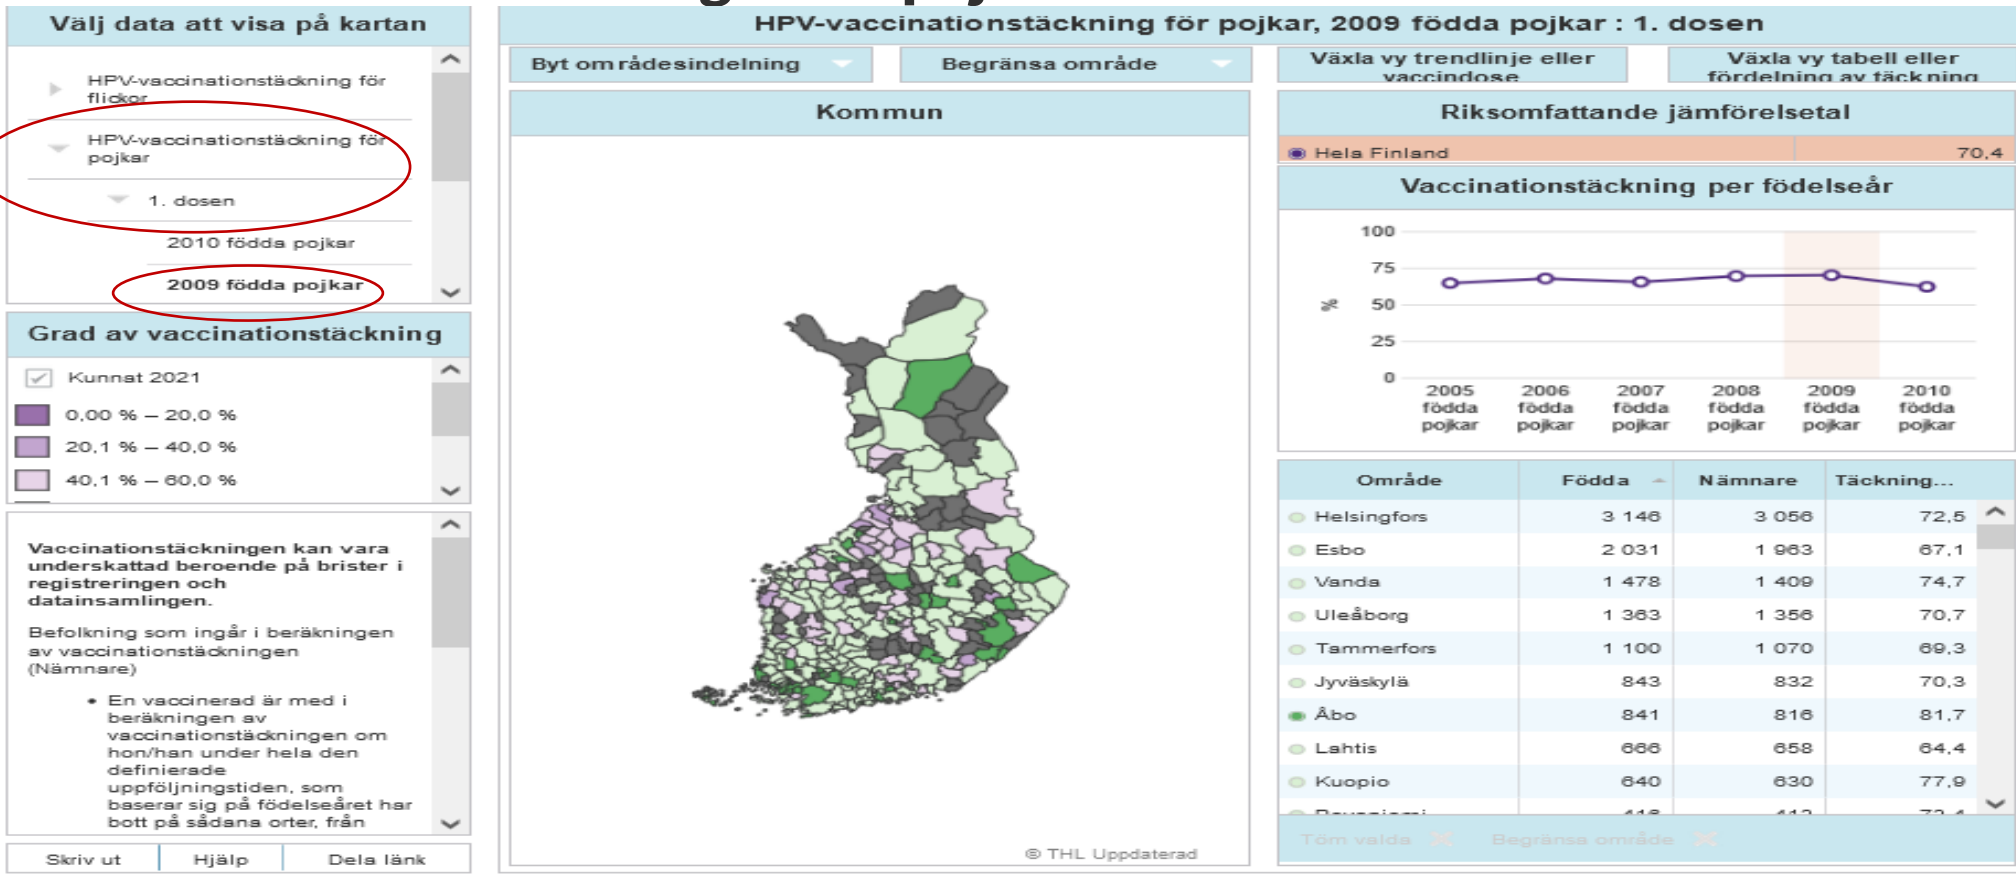 Välj data att visa på kartan
HPV-vaccinationstäckning för
flickor
HPV-vaccinationstäckning för
pojkar
1. dosen
2010 födda pojkar
2009 födda pojkar
Grad av vaccinationstäckning
Kunnat 2021
0,00 % – 20,0 %
20,1 % – 40,0 %
40,1 % – 60,0 %
Vaccinationstäckningen kan vara
underskattad beroende på brister i
registreringen och
datainsamlingen.
Befolkning som ingår i beräkningen
av vaccinationstäckningen
(Nämnare)
• En vaccinerad är med i
beräkningen av
vaccinationstäckningen om
hon/han under hela den
definierade
uppföljningstiden, som
baserar sig på födelseåret har
bott på sådana orter, från
Skriv ut Hjälp Dela länk
HPV-vaccinationstäckning för pojkar, 2009 födda pojkar : 1. dosen
Byt områdesindelning Begränsa område
Växla vy trendlinje eller
vaccindose
Växla vy tabell eller
fördelning av täckning
Kommun
© THL Uppdaterad
Riksomfattande jämförelsetal
Hela Finland 70,4
Vaccinationstäckning per födelseår
100
75
50
25
0
%
2005 födda pojkar
2006 födda pojkar
2007 födda pojkar
2008 födda pojkar
2009 födda pojkar
2010 födda pojkar
Område Födda Nämnare Täckning...
Helsingfors 3 146 3 056 72,5
Esbo 2 031 1 963 67,1
Vanda 1 478 1 409 74,7
Uleåborg 1 363 1 356 70,7
Tammerfors 1 100 1 070 69,3
Jyväskylä 843 832 70,3
Åbo 841 816 81,7
Lahtis 666 658 64,4
Kuopio 640 630 77,9
Töm valda Begränsa område